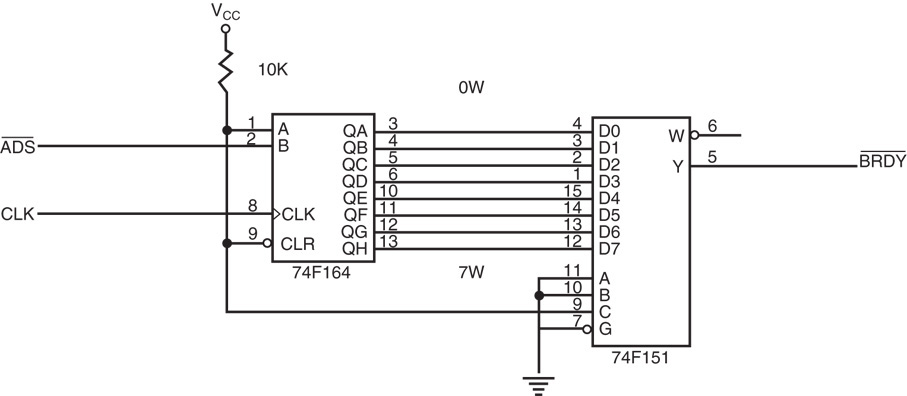 VCC
10K
0W
1 A QA 3 4 D0 W 6
2 B QB 4 3 D1
ADS
QC 5 2 D2 Y 5 BRDY
QD 6 1 D3
QE 10 15 D4
CLK 8 CLK QF 11 14 D5
QG 12 13 D6
9 CLR QH 13 12 D7
74F164 7W
11 A
10 B
9 C
7 G
74F151